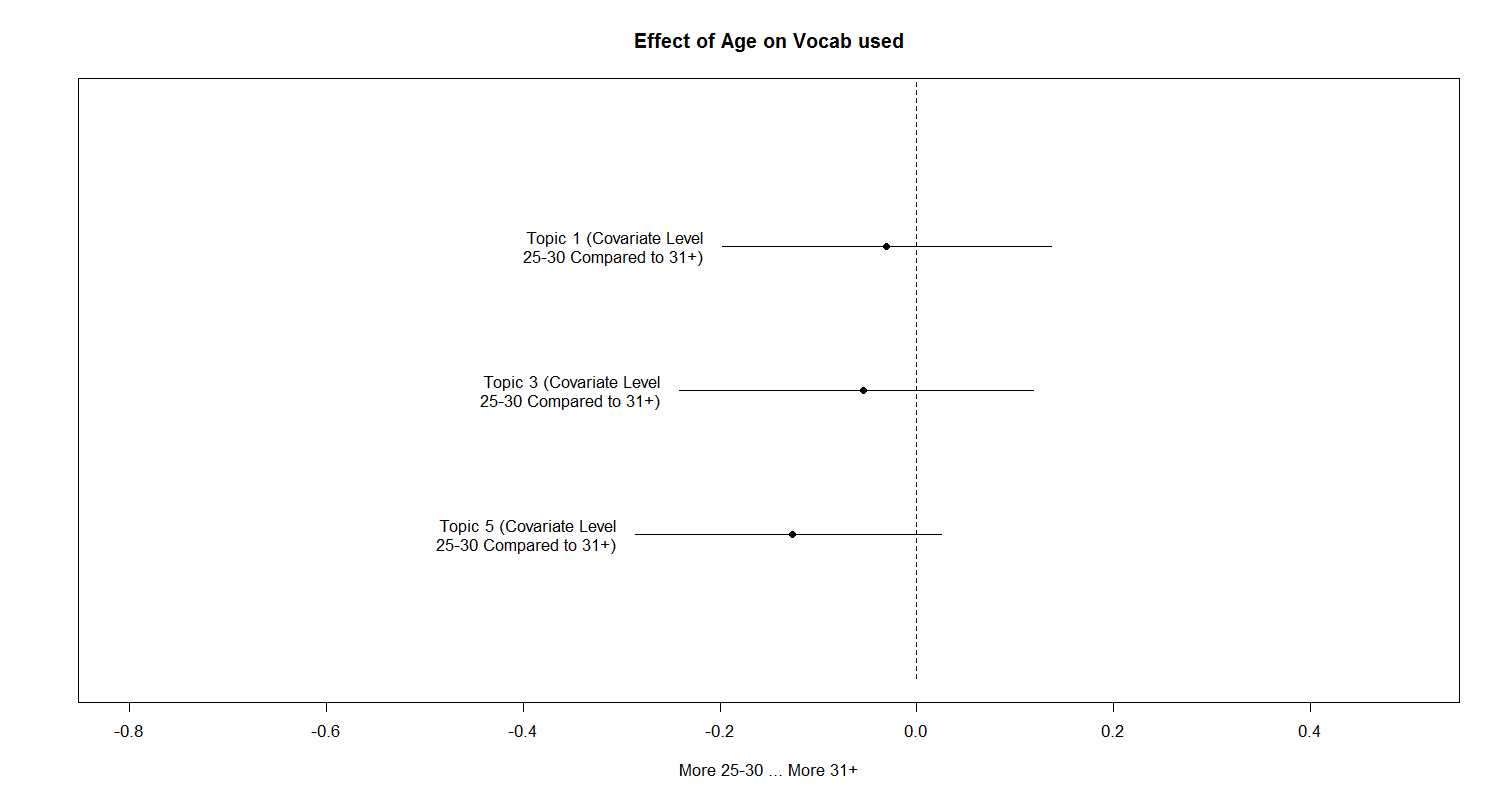 Effect of Age on Vocab used
Topic 1 (Covariate Level
25-30 Compared to 31+)
Topic 3 (Covariate Level
25-30 Compared to 31+)
Topic 5 (Covariate Level
25-30 Compared to 31+)
-0.8 -0.6 -0.4 -0.2 0.0 0.2 0.4
More 25-30 ... More 31+